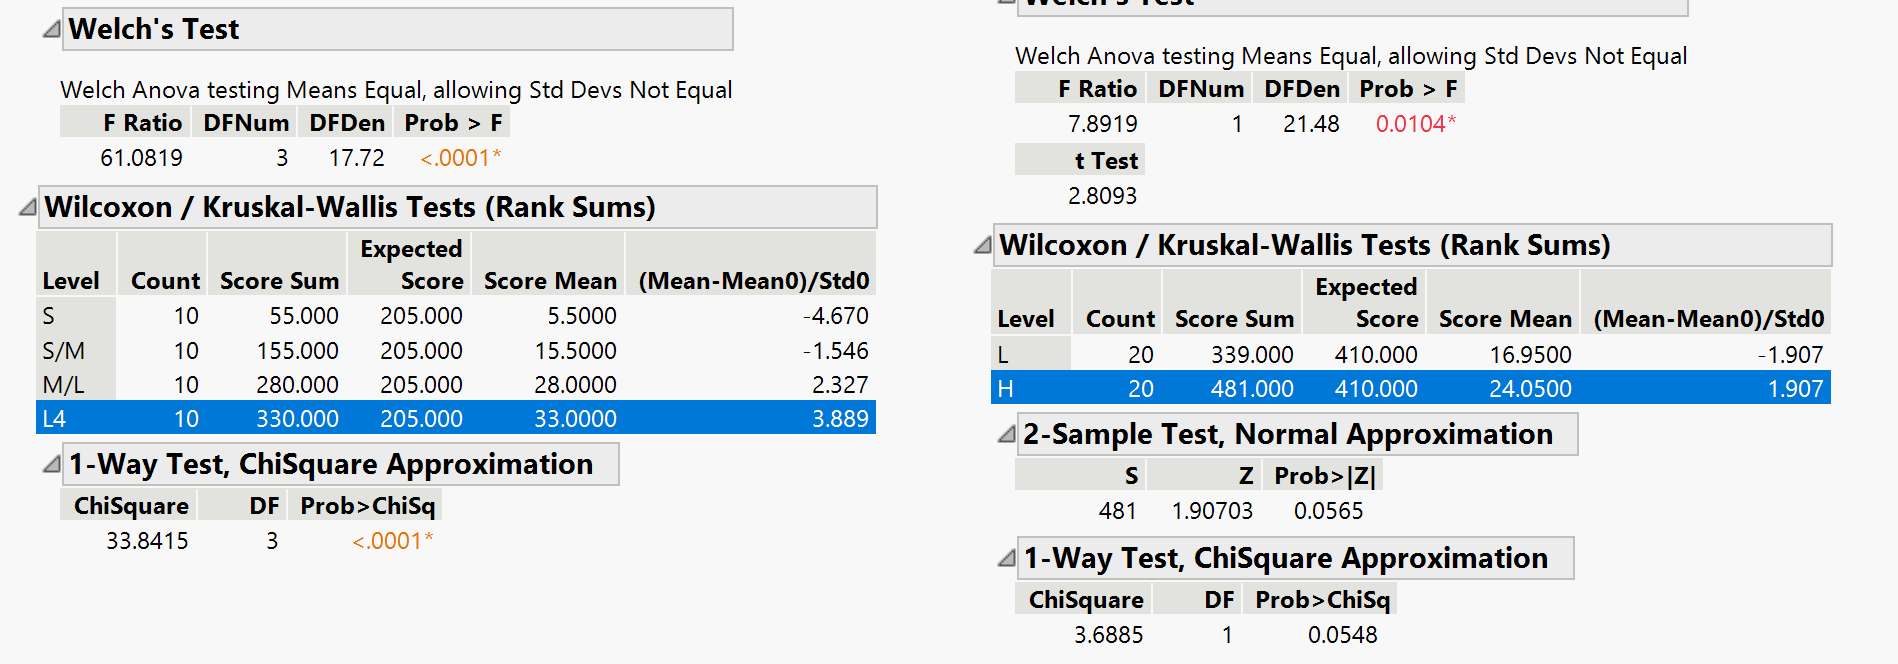 Welch's Test
Welch Anova testing Means Equal, allowing Std Devs Not Equal
F Ratio DFNum DFDen Prob > F
61.0819 3 17.72 <.0001*
Wilcoxon / Kruskal-Wallis Tests (Rank Sums)
Level Count Score Sum Expected Score Score Mean (Mean-Mean0)/Std0
S 10 55.000 205.000 5.5000 -4.670
S/M 10 155.000 205.000 15.5000 -1.546
M/L 10 280.000 205.000 28.0000 2.327
L4 10 330.000 205.000 33.0000 3.889
1-Way Test, ChiSquare Approximation
ChiSquare DF Prob>ChiSq
33.8415 3 <.0001*
Welch's Test
Welch Anova testing Means Equal, allowing Std Devs Not Equal
F Ratio DFNum DFDen Prob > F
7.8919 1 21.48 0.0104*
t Test
2.8093
Wilcoxon / Kruskal-Wallis Tests (Rank Sums)
Level Count Score Sum Expected Score Score Mean (Mean-Mean0)/Std0
L 20 339.000 410.000 16.9500 -1.907
H 20 481.000 410.000 24.0500 1.907
2-Sample Test, Normal Approximation
S Z Prob>|Z|
481 1.90703 0.0565
1-Way Test, ChiSquare Approximation
ChiSquare DF Prob>ChiSq
3.6885 1 0.0548